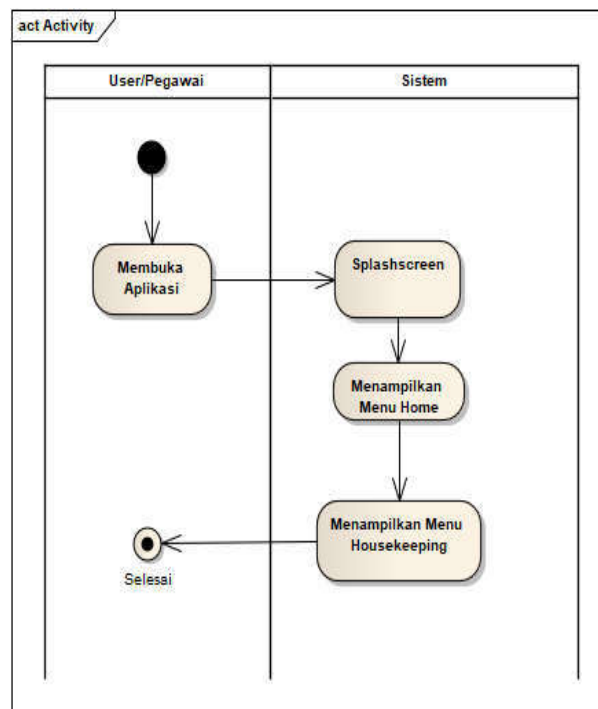 act Activity
User/Pegawai
Sistem
Membuka
Aplikasi
Splashscreen
Menampilkan
Menu Home
Menampilkan Menu
Housekeeping
Selesai